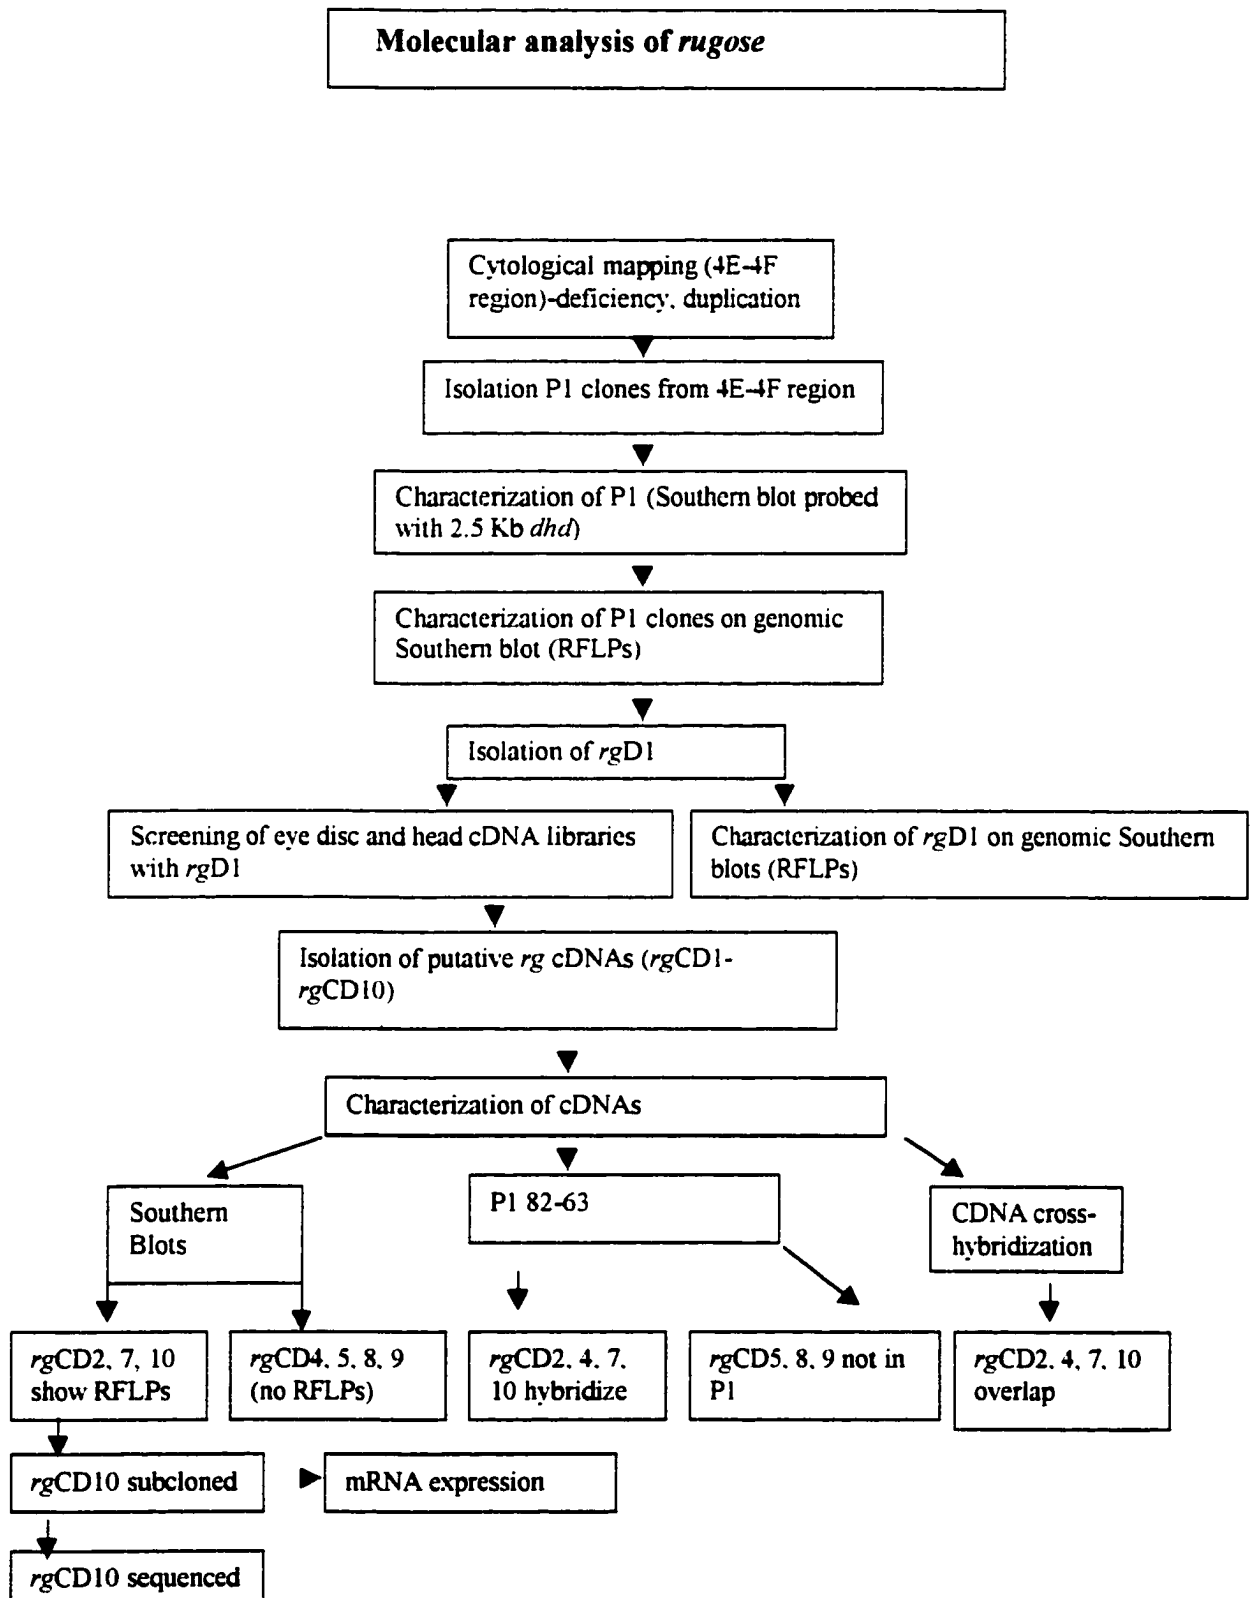 Molecular analysis of rugose
Cytological mapping (4E-4F
region)-deficiency, duplication
Isolation P1 clones from 4E-4F region
Characterization of P1 (Southern blot probed
with 2.5 Kb dhd)
Characterization of P1 clones on genomic
Southern blot (RFLPs)
Isolation of rgD1
Screening of eye disc and head cDNA libraries
with rgD1
Characterization of rgD1 on genomic Southern
blots (RFLPs)
Isolation of putative rg cDNAs (rgCD1-
rgCD10)
Characterization of cDNAs
Southern
Blots
P1 82-63
CDNA cross-
hybridization
rgCD2, 7, 10
show RFLPs
rgCD4, 5, 8, 9
(no RFLPs)
rgCD2, 4, 7,
10 hybridize
rgCD5, 8, 9 not in
P1
rgCD2, 4, 7, 10
overlap
rgCD10 subcloned
mRNA expression
rgCD10 sequenced